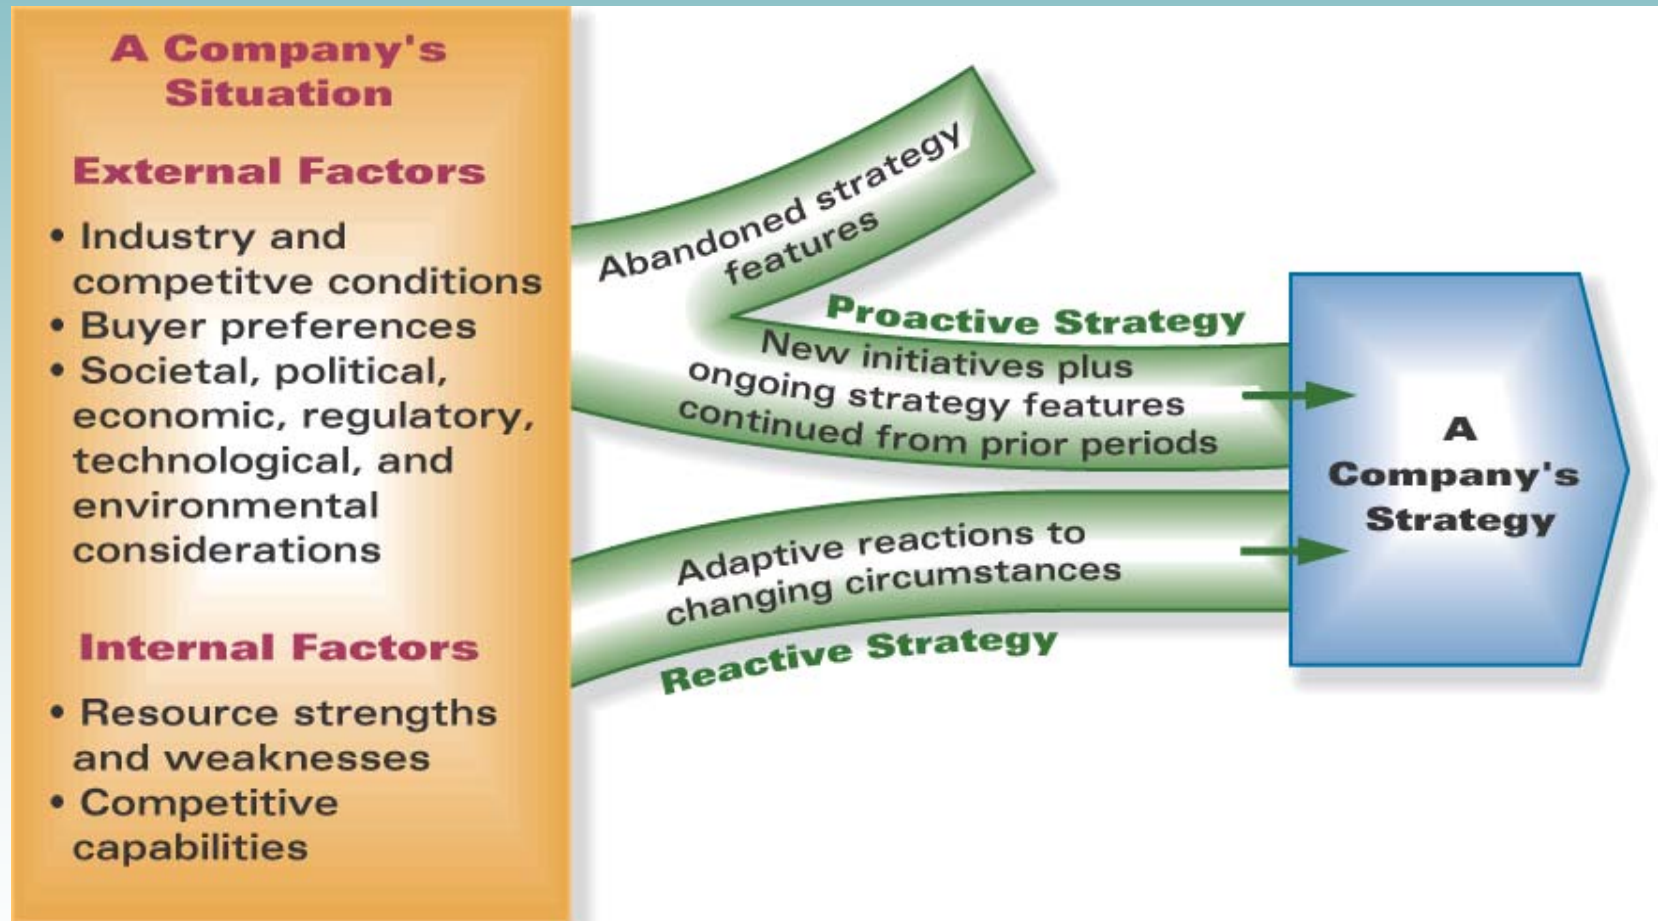 A Company's
Situation
External Factors
• Industry and
competitve conditions
• Buyer preferences
• Societal, political,
economic, regulatory,
technological, and
environmental
considerations
Internal Factors
• Resource strengths
and weaknesses
• Competitive
capabilities
Abandoned strategy
features
Proactive Strategy
New initiatives plus
ongoing strategy features
continued from prior periods
Adaptive reactions to
changing circumstances
Reactive Strategy
A
Company's
Strategy